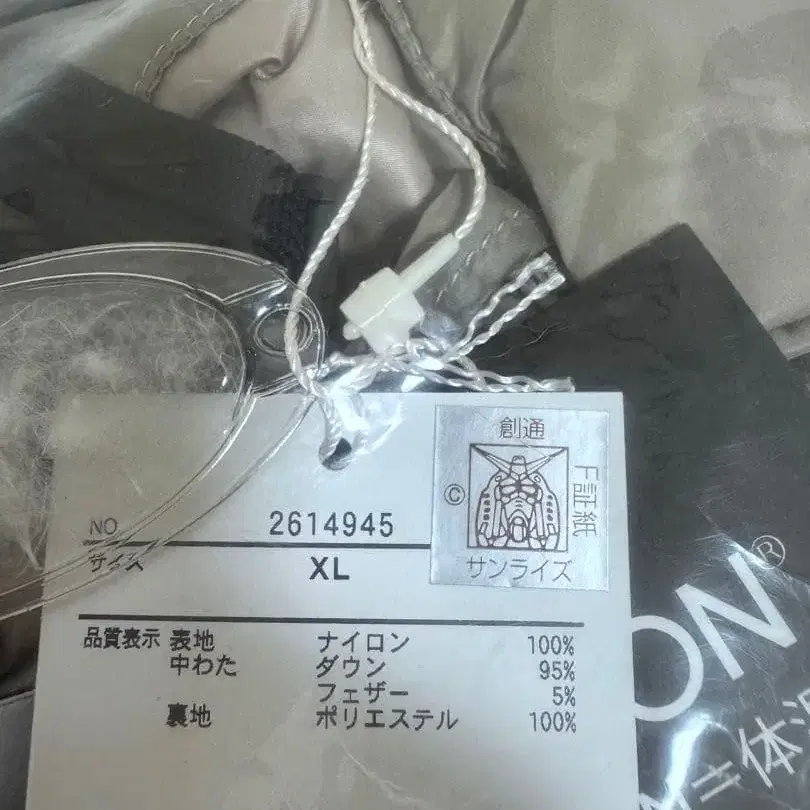 創通
©
F証紙
サンライズ
NO 2614945
サイズ XL
品質表示 表地 ナイロン 100%
中わた ダウン 95%
フェザー 5%
裏地 ポリエステル 100%
ON®
=体